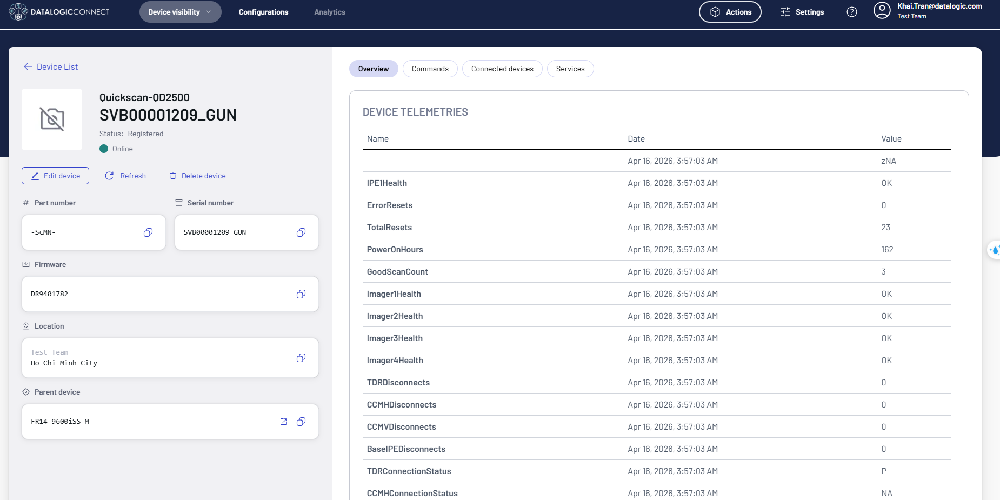 DATALOGICCONNECT
Device visibility
Configurations
Analytics
Actions
Settings
?
Khai.Tran@datalogic.com
Test Team
Device List
Quickscan-QD2500
SVB00001209_GUN
Status: Registered
Online
Edit device
Refresh
Delete device
# Part number
Serial number
-ScMN-
SVB00001209_GUN
Firmware
DR9401782
Location
Test Team
Ho Chi Minh City
Parent device
FR14_9600iSS-M
Overview
Commands
Connected devices
Services
DEVICE TELEMETRIES
Name Date Value
Apr 16, 2026, 3:57:03 AM zNA
IPE1Health Apr 16, 2026, 3:57:03 AM OK
ErrorResets Apr 16, 2026, 3:57:03 AM 0
TotalResets Apr 16, 2026, 3:57:03 AM 23
PowerOnHours Apr 16, 2026, 3:57:03 AM 162
GoodScanCount Apr 16, 2026, 3:57:03 AM 3
Imager1Health Apr 16, 2026, 3:57:03 AM OK
Imager2Health Apr 16, 2026, 3:57:03 AM OK
Imager3Health Apr 16, 2026, 3:57:03 AM OK
Imager4Health Apr 16, 2026, 3:57:03 AM OK
TDRDisconnects Apr 16, 2026, 3:57:03 AM 0
CCMHDisconnects Apr 16, 2026, 3:57:03 AM 0
CCMVDisconnects Apr 16, 2026, 3:57:03 AM 0
BaseIPEDisconnects Apr 16, 2026, 3:57:03 AM 0
TDRConnectionStatus Apr 16, 2026, 3:57:03 AM P
CCMHConnectionStatus Apr 16, 2026, 3:57:03 AM NA